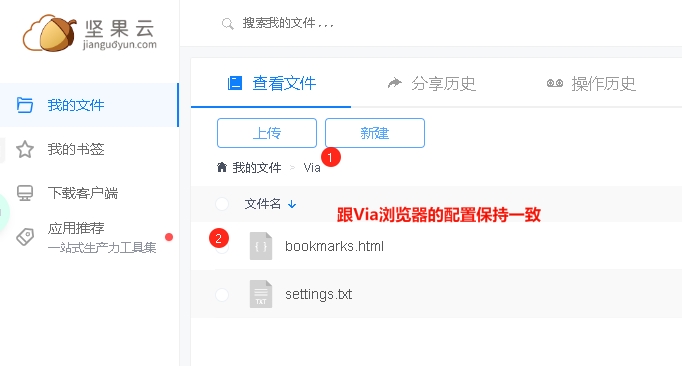 坚果云
jianguoyun.com
搜索我的文件 . . .
我的文件
我的书签
下载客户端
应用推荐
一站式生产力工具集
查看文件
分享历史
操作历史
上传
新建
1
我的文件 > Via
文件名
跟Via浏览器的配置保持一致
2
{ }
bookmarks.html
TXT
settings.txt